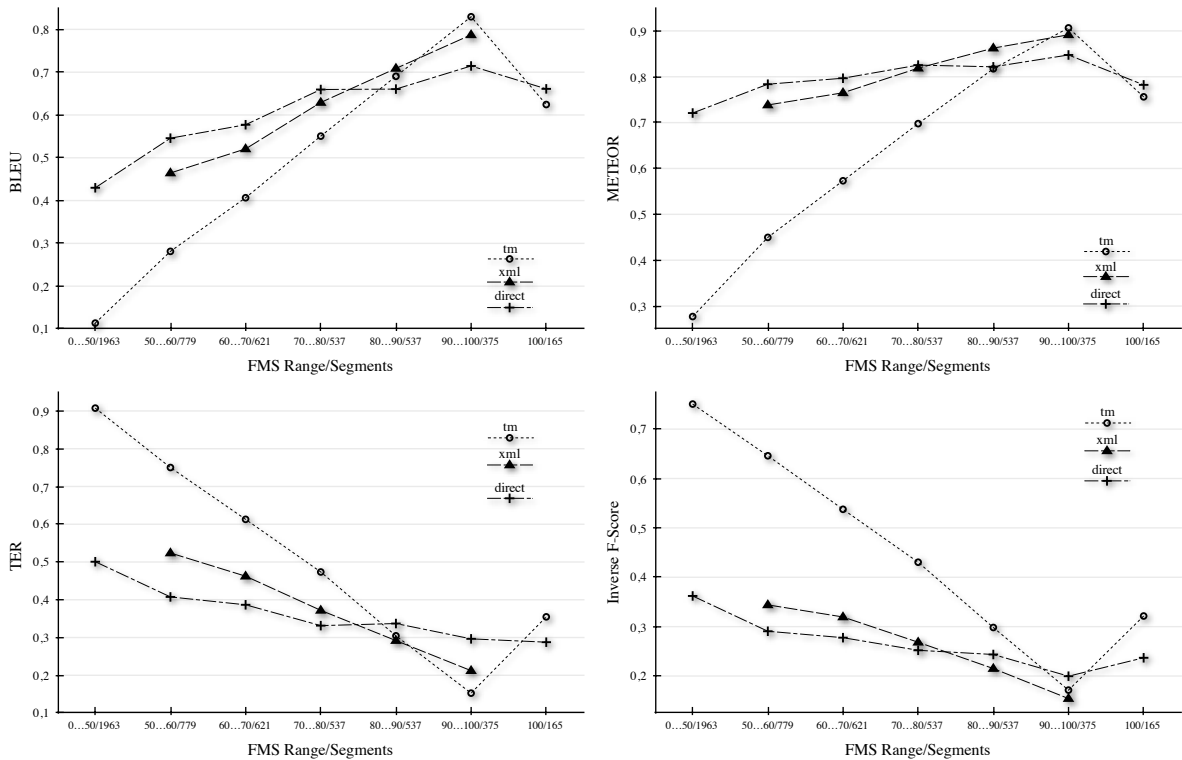 0,8
0,7
0,6
0,5
0,4
0,3
0,2
0,1
BLEU
tm
xml
direct
0…50/1963 50…60/779 60…70/621 70…80/537 80…90/537 90…100/375 100/165
FMS Range/Segments
0,9
0,8
0,7
0,6
0,5
0,4
0,3
METEOR
tm
xml
direct
0…50/1963 50…60/779 60…70/621 70…80/537 80…90/537 90…100/375 100/165
FMS Range/Segments
0,9
0,8
0,7
0,6
0,5
0,4
0,3
0,2
0,1
TER
tm
xml
direct
0…50/1963 50…60/779 60…70/621 70…80/537 80…90/537 90…100/375 100/165
FMS Range/Segments
0,7
0,6
0,5
0,4
0,3
0,2
Inverse F-Score
tm
xml
direct
0…50/1963 50…60/779 60…70/621 70…80/537 80…90/537 90…100/375 100/165
FMS Range/Segments